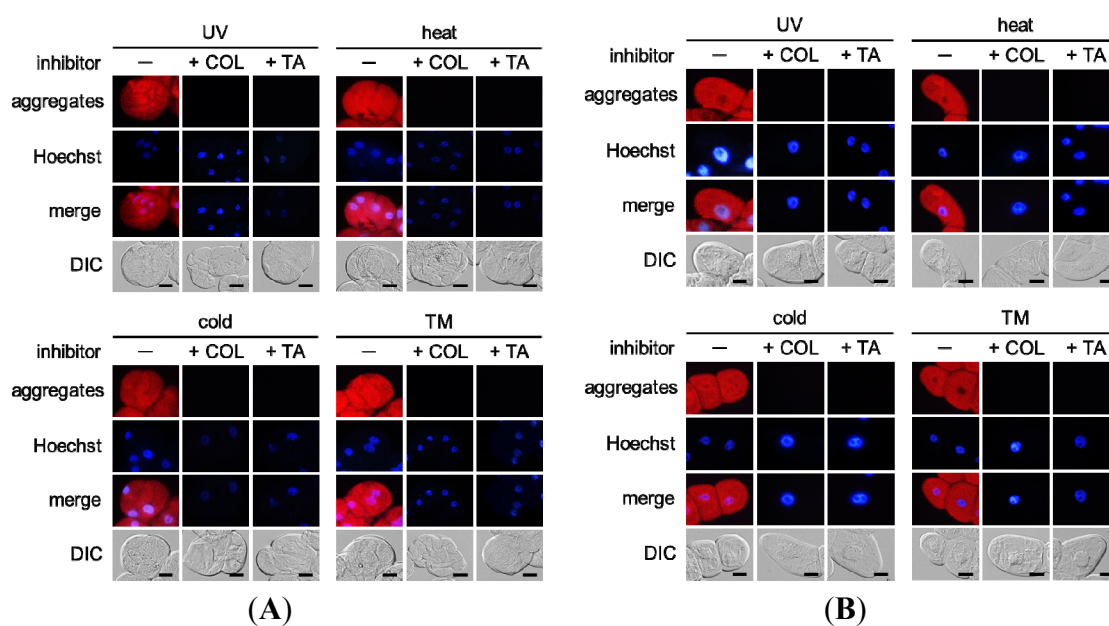 UV heat
inhibitor — + COL + TA — + COL + TA
aggregates
Hoechst
merge
DIC
cold TM
inhibitor — + COL + TA — + COL + TA
aggregates
Hoechst
merge
DIC
(A)
UV heat
inhibitor — + COL + TA — + COL + TA
aggregates
Hoechst
merge
DIC
cold TM
inhibitor — + COL + TA — + COL + TA
aggregates
Hoechst
merge
DIC
(B)